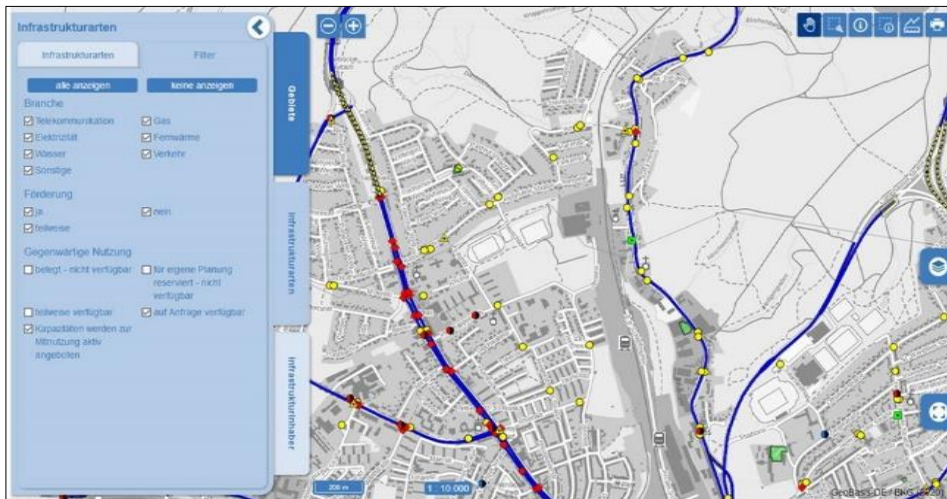 Infrastrukturarten
Infrastrukturarten
Filter
alle anzeigen
keine anzeigen
Branche
Telekommunikation
Gas
Elektrizität
Fernwärme
Wasser
Verkehr
Sonstige
Förderung
ja
nein
teilweise
Gegenwärtige Nutzung
belegt - nicht verfügbar
für eigene Planung
reserviert - nicht
verfügbar
teilweise verfügbar
auf Anfrage verfügbar
Kapazitäten werden zur
Mitnutzung aktiv
angeboten
Gebiete
Infrastrukturarten
Infrastrukturinhaber
200 m
1 : 10 000